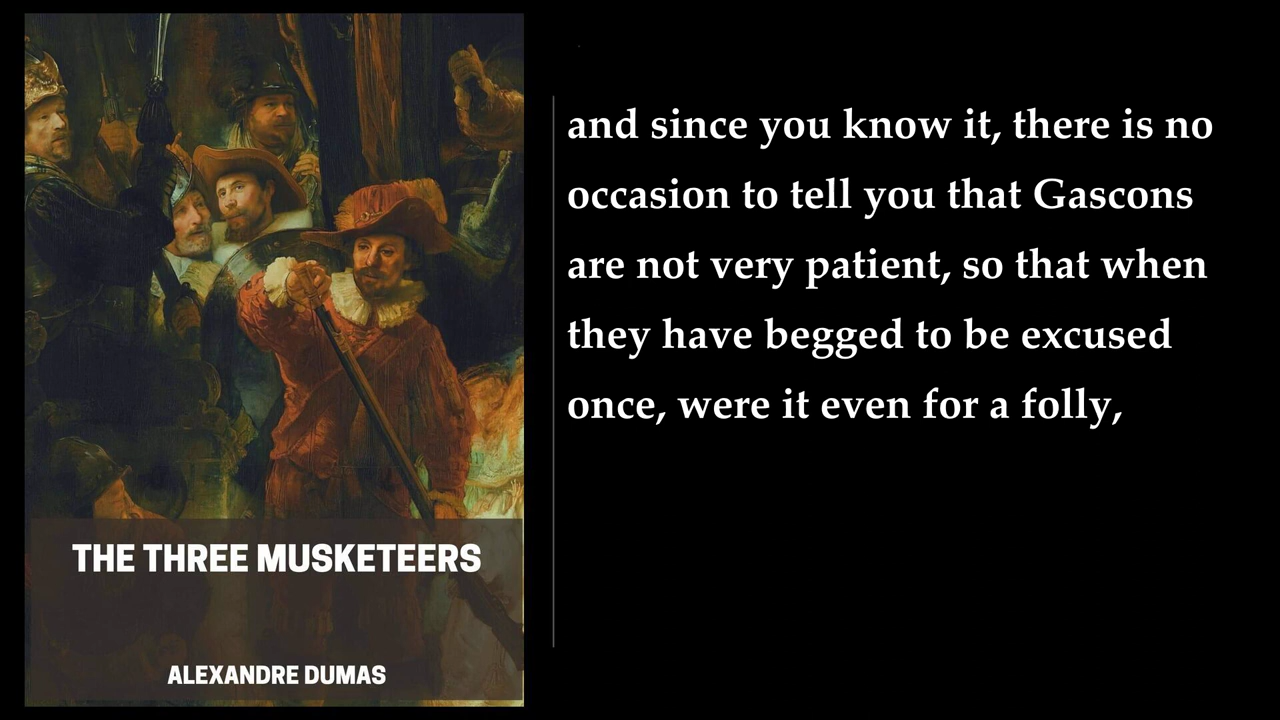 THE THREE MUSKETEERS
ALEXANDRE DUMAS
and since you know it, there is no
occasion to tell you that Gascons
are not very patient, so that when
they have begged to be excused
once, were it even for a folly,